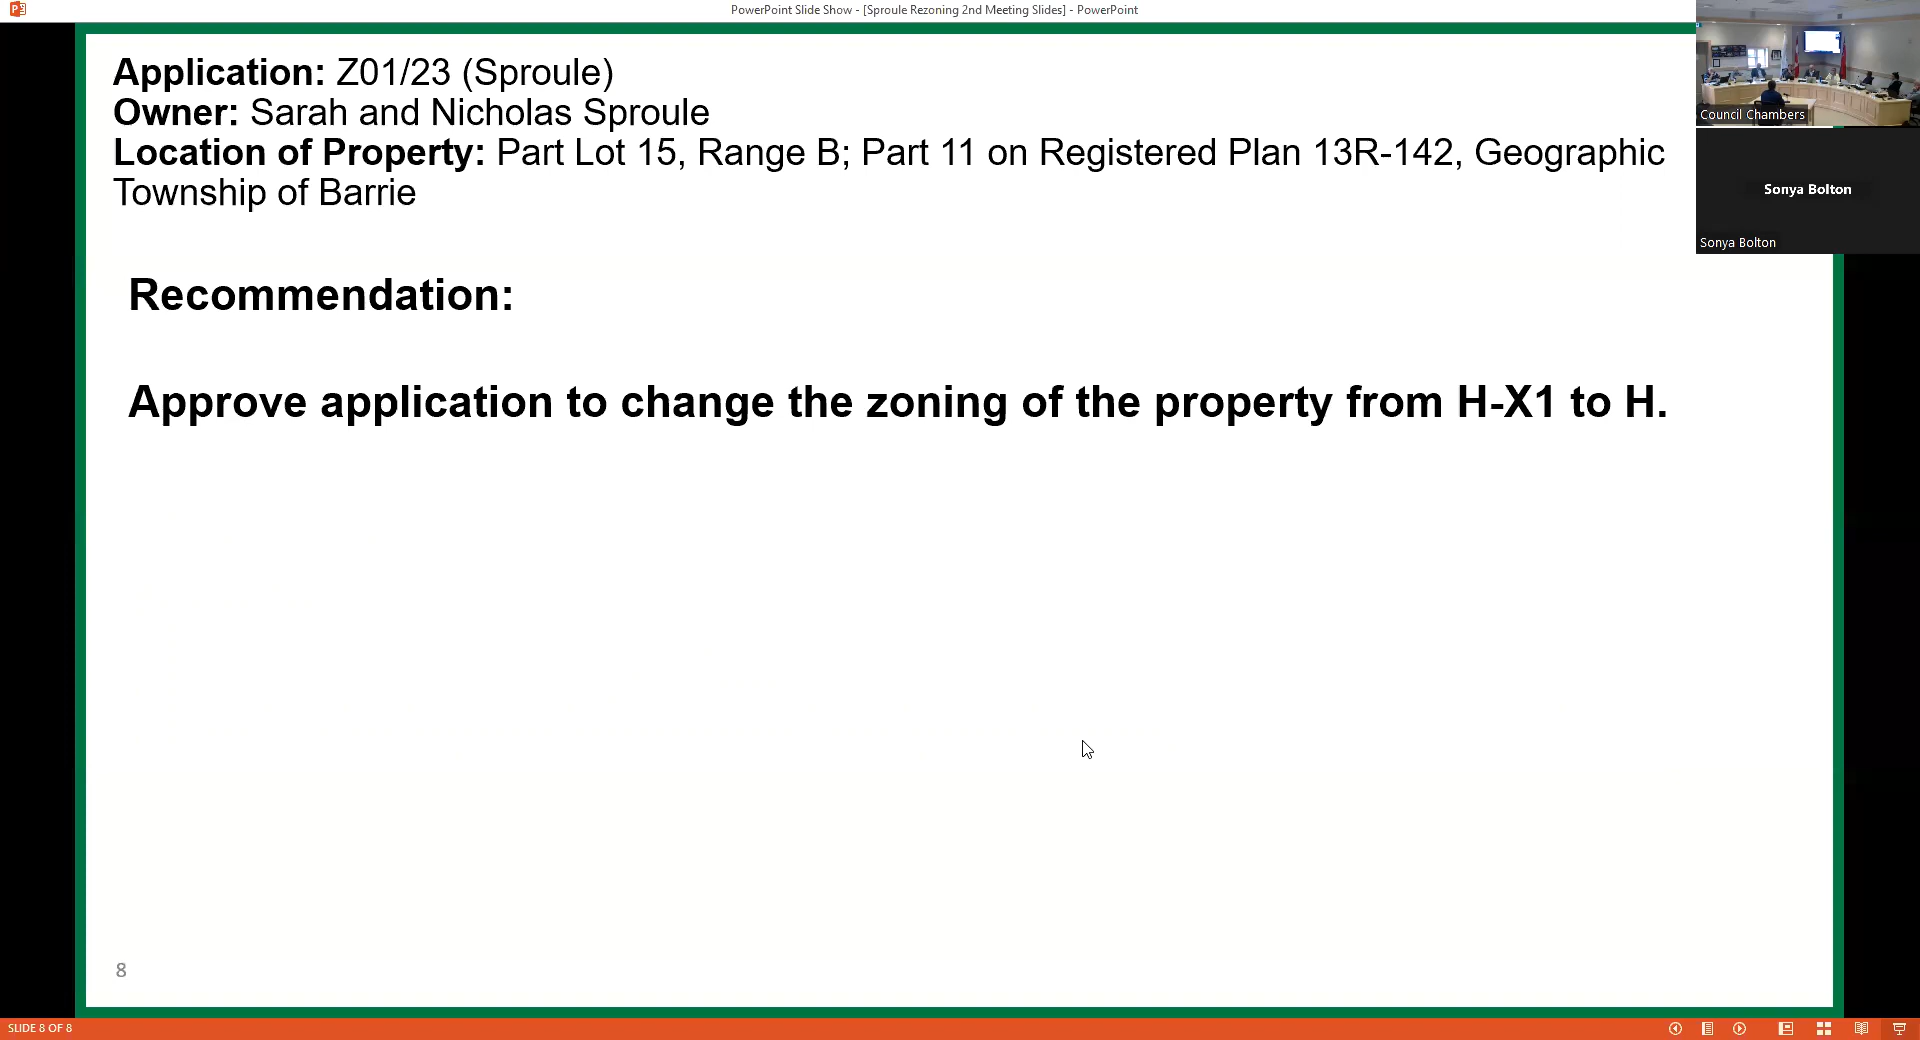 PowerPoint Slide Show - [Sproule Rezoning 2nd Meeting Slides] - PowerPoint
Application: Z01/23 (Sproule)
Owner: Sarah and Nicholas Sproule
Location of Property: Part Lot 15, Range B; Part 11 on Registered Plan 13R-142, Geographic
Township of Barrie
Council Chambers
Sonya Bolton
Sonya Bolton
Recommendation:
Approve application to change the zoning of the property from H-X1 to H.
8
SLIDE 8 OF 8